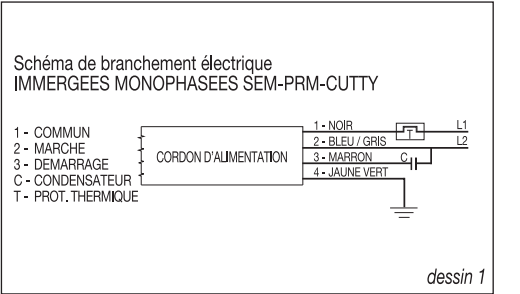 Schéma de branchement électrique
IMMERGEES MONOPHASEES SEM-PRM-CUTTY
1 - COMMUN
2 - MARCHE
3 - DEMARRAGE
C - CONDENSATEUR
T - PROT. THERMIQUE
CORDON D'ALIMENTATION
1 - NOIR
T
L1
2 - BLEU / GRIS
L2
3 - MARRON
C
4 - JAUNE VERT
dessin 1